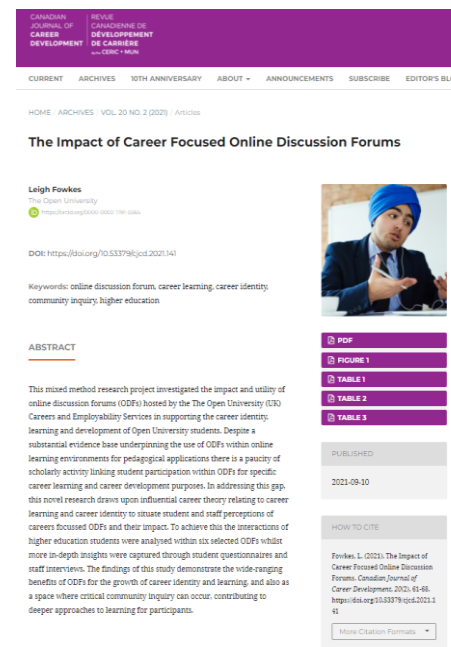 CANADIAN
JOURNAL OF
CAREER
DEVELOPMENT
REVUE
CANADIENNE DE
DÉVELOPPEMENT
DE CARRIÈRE
CERIC + MUN
CURRENT ARCHIVES 10TH ANNIVERSARY ABOUT ANNOUNCEMENTS SUBSCRIBE EDITOR'S BL
HOME / ARCHIVES / VOL. 20 NO. 2 (2021) / Articles
The Impact of Career Focused Online Discussion Forums
Leigh Fowkes
The Open University
DOI: https://doi.org/10.53379/cjcd.2021.141
Keywords: online discussion forum, career learning, career identity,
community inquiry, higher education
ABSTRACT
This mixed method research project investigated the impact and utility of
online discussion forums (ODFs) hosted by the The Open University (UK)
Careers and Employability Services in supporting the career identity,
learning and development of Open University students. Despite a
substantial evidence base underpinning the use of ODFs within online
learning environments for pedagogical applications there is a paucity of
scholarly activity linking student participation within ODFs for specific
career learning and career development purposes. In addressing this gap,
this novel research draws upon influential career theory relating to career
learning and career identity to situate student and staff perceptions of
careers focussed ODFs and their impact. To achieve this the interactions of
higher education students were analysed within six selected ODFs whilst
more in-depth insights were captured through student questionnaires and
staff interviews. The findings of this study demonstrate the wide-ranging
benefits of ODFs for the growth of career identity and learning, and also as
a space where critical community inquiry can occur, contributing to
deeper approaches to learning for participants.
PDF
FIGURE 1
TABLE 1
TABLE 2
TABLE 3
PUBLISHED
2021-09-10
HOW TO CITE
Fowkes, L. (2021). The Impact of
Career Focused Online Discussion
Forums. Canadian Journal of
Career Development, 20(2), 61-68.
https://doi.org/10.53379/cjcd.2021.1
41
More Citation Formats